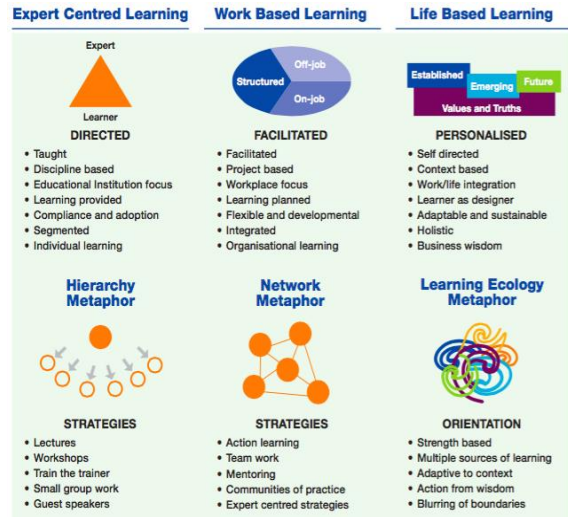 Expert Centred Learning
Expert
Learner
DIRECTED
• Taught
• Discipline based
• Educational Institution focus
• Learning provided
• Compliance and adoption
• Segmented
• Individual learning
Hierarchy
Metaphor
STRATEGIES
• Lectures
• Workshops
• Train the trainer
• Small group work
• Guest speakers
Work Based Learning
Structured
Off-job
On-job
FACILITATED
• Facilitated
• Project based
• Workplace focus
• Learning planned
• Flexible and developmental
• Integrated
• Organisational learning
Network
Metaphor
STRATEGIES
• Action learning
• Team work
• Mentoring
• Communities of practice
• Expert centred strategies
Life Based Learning
Established
Emerging
Future
Values and Truths
PERSONALISED
• Self directed
• Context based
• Work/life integration
• Learner as designer
• Adaptable and sustainable
• Holistic
• Business wisdom
Learning Ecology
Metaphor
ORIENTATION
• Strength based
• Multiple sources of learning
• Adaptive to context
• Action from wisdom
• Blurring of boundaries